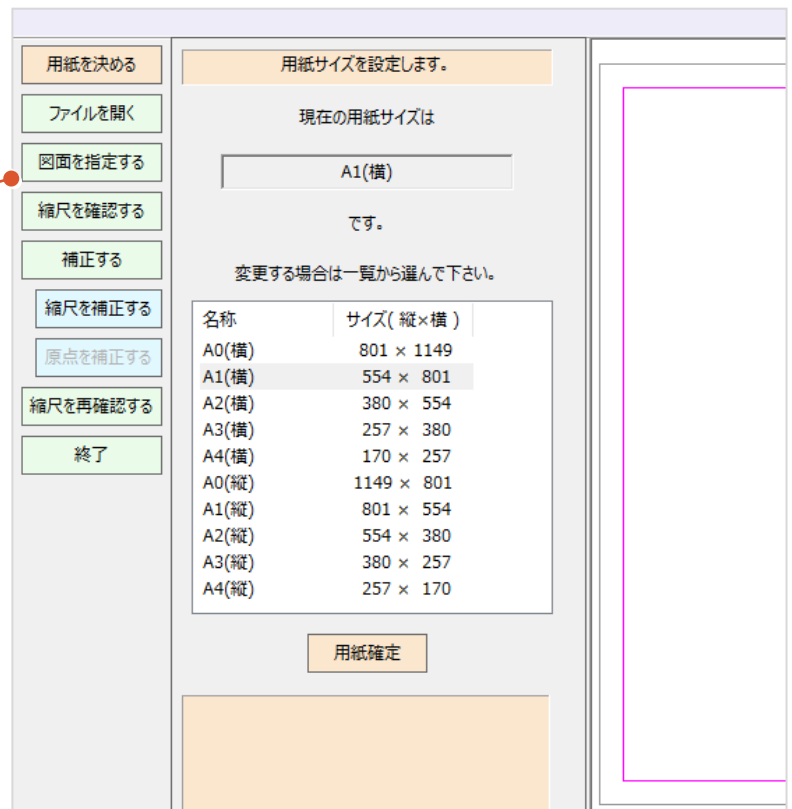 用紙を決める
ファイルを開く
図面を指定する
縮尺を確認する
補正する
縮尺を補正する
原点を補正する
縮尺を再確認する
終了
用紙サイズを設定します。
現在の用紙サイズは
A1(横)
です。
変更する場合は一覧から選んで下さい。
名称 サイズ( 縦×横 )
A0(横) 801 × 1149
A1(横) 554 × 801
A2(横) 380 × 554
A3(横) 257 × 380
A4(横) 170 × 257
A0(縦) 1149 × 801
A1(縦) 801 × 554
A2(縦) 554 × 380
A3(縦) 380 × 257
A4(縦) 257 × 170
用紙確定